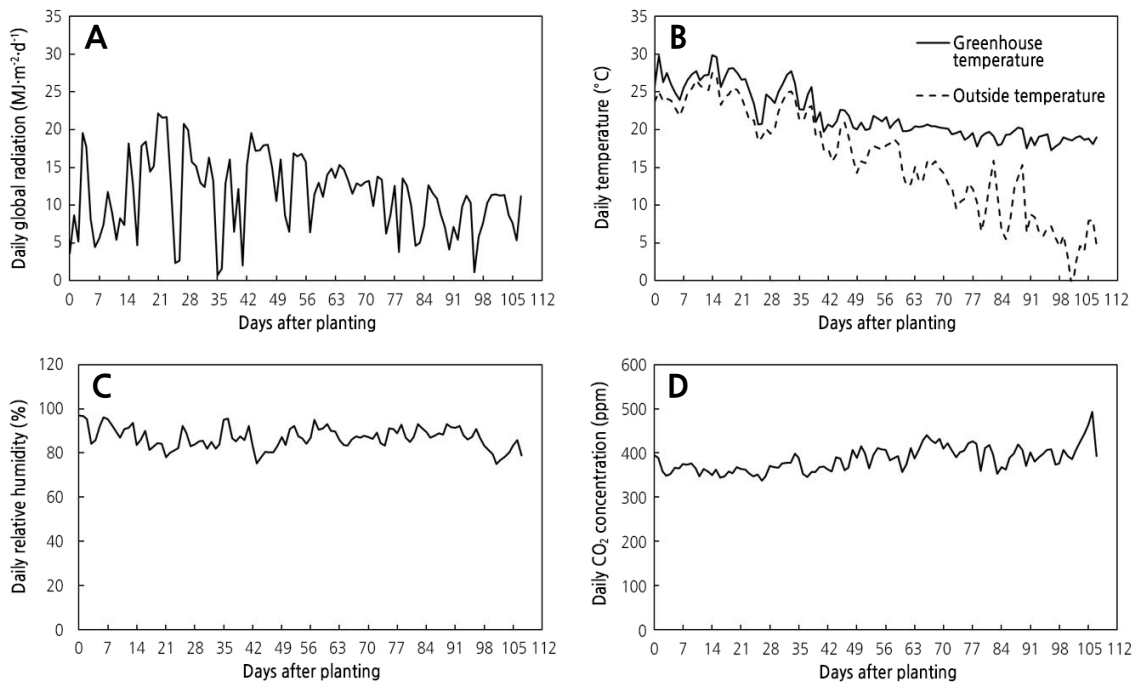 A
Daily global radiation (MJ·m⁻²·d⁻¹)
35
30
25
20
15
10
5
0
0 7 14 21 28 35 42 49 56 63 70 77 84 91 98 105 112
Days after planting
B
Greenhouse
temperature
Outside temperature
Daily temperature (°C)
35
30
25
20
15
10
5
0
0 7 14 21 28 35 42 49 56 63 70 77 84 91 98 105 112
Days after planting
C
Daily relative humidity (%)
120
100
80
60
40
20
0
0 7 14 21 28 35 42 49 56 63 70 77 84 91 98 105 112
Days after planting
D
Daily CO₂ concentration (ppm)
600
500
400
300
200
100
0
0 7 14 21 28 35 42 49 56 63 70 77 84 91 98 105 112
Days after planting